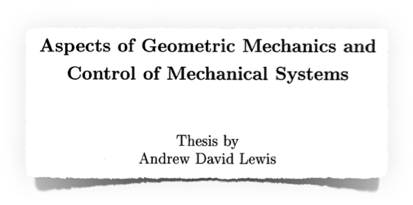 Aspects of Geometric Mechanics and
Control of Mechanical Systems
Thesis by
Andrew David Lewis